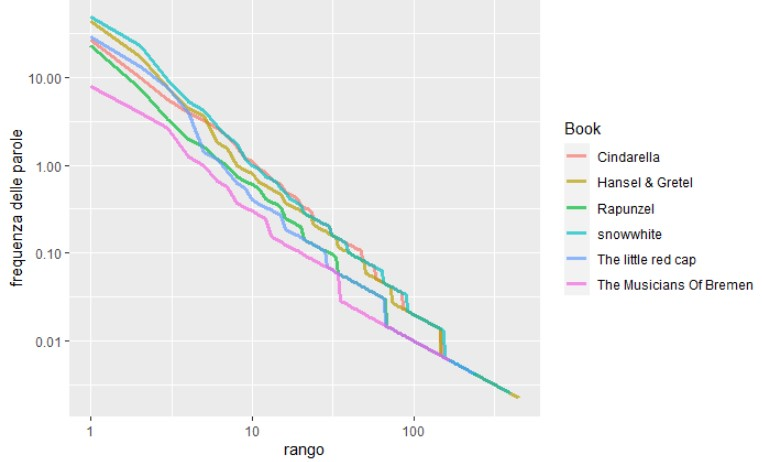 frequenza delle parole
10.00
1.00
0.10
0.01
1
10
100
rango
Book
Cindarella
Hansel & Gretel
Rapunzel
snowwhite
The little red cap
The Musicians Of Bremen